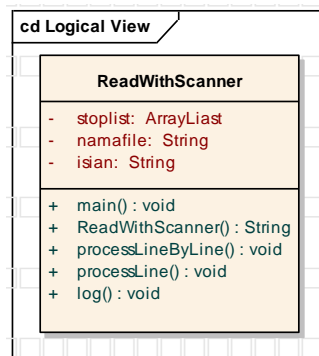 cd Logical View
ReadWithScanner
- stoplist: ArrayLiast
- namafile: String
- isian: String
+ main() : void
+ ReadWithScanner() : String
+ processLineByLine() : void
+ processLine() : void
+ log() : void